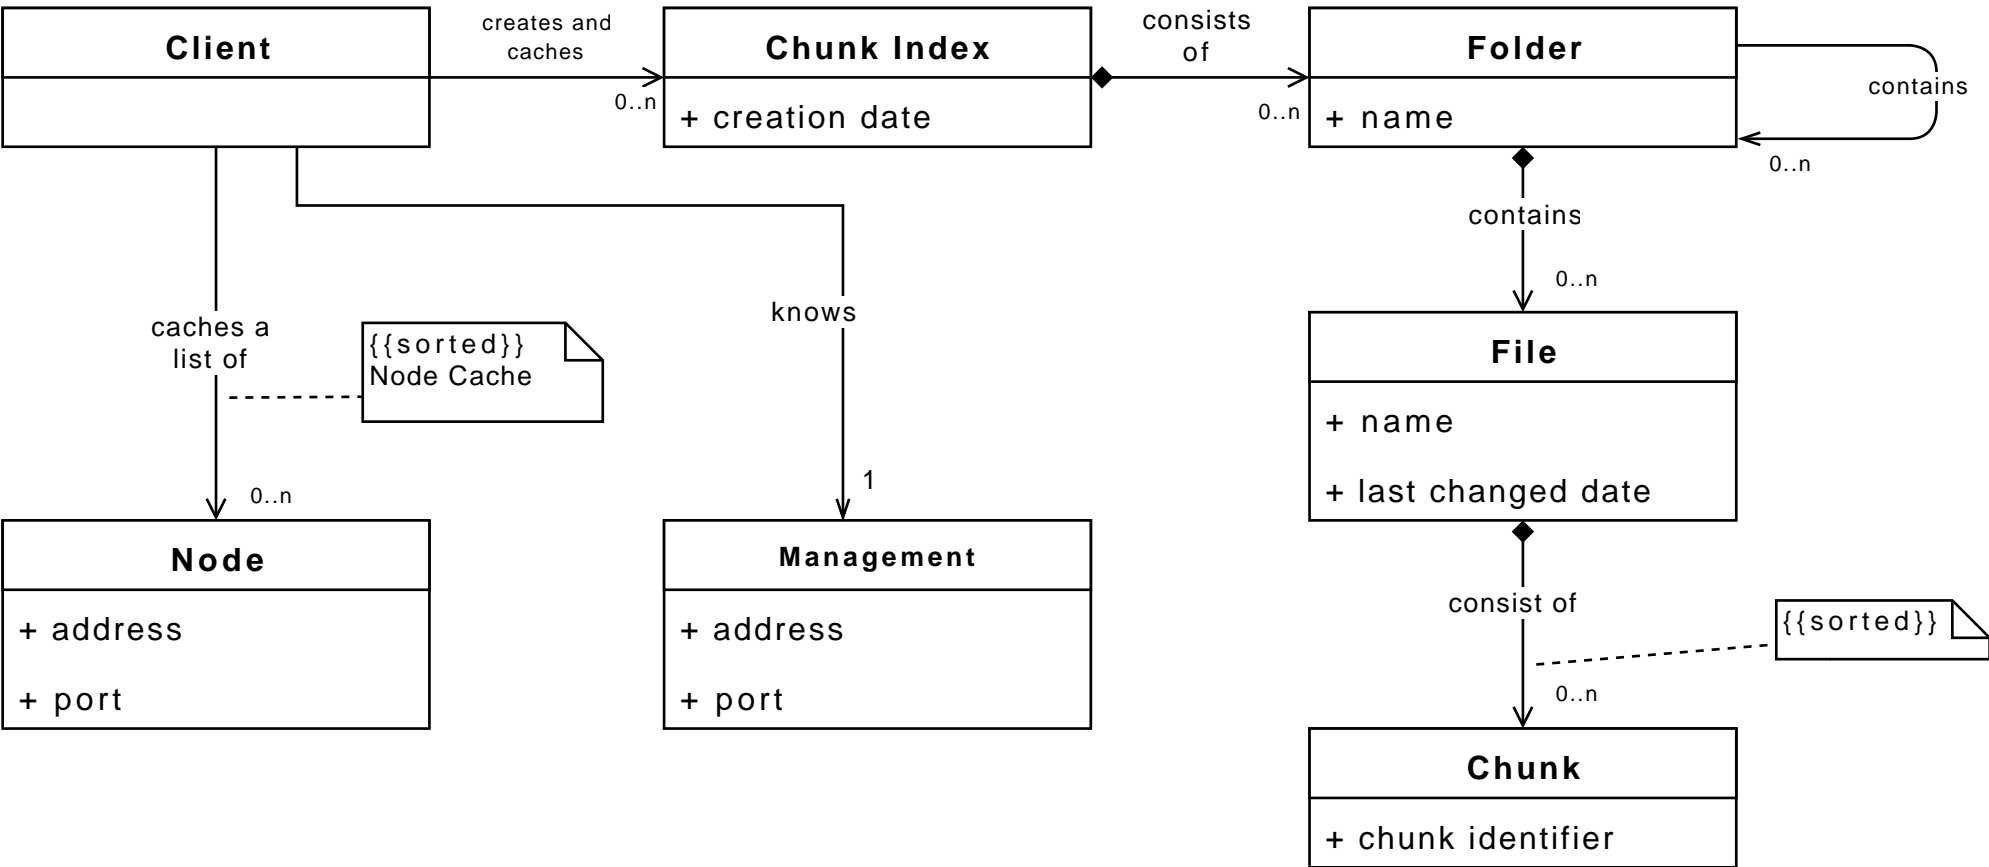 Client
creates and
caches
0..n
Chunk Index
+ creation date
consists
of
0..n
Folder
+ name
contains
0..n
contains
0..n
caches a
list of
{{sorted}}
Node Cache
0..n
knows
1
File
+ name
+ last changed date
Node
+ address
+ port
Management
+ address
+ port
consist of
{{sorted}}
0..n
Chunk
+ chunk identifier